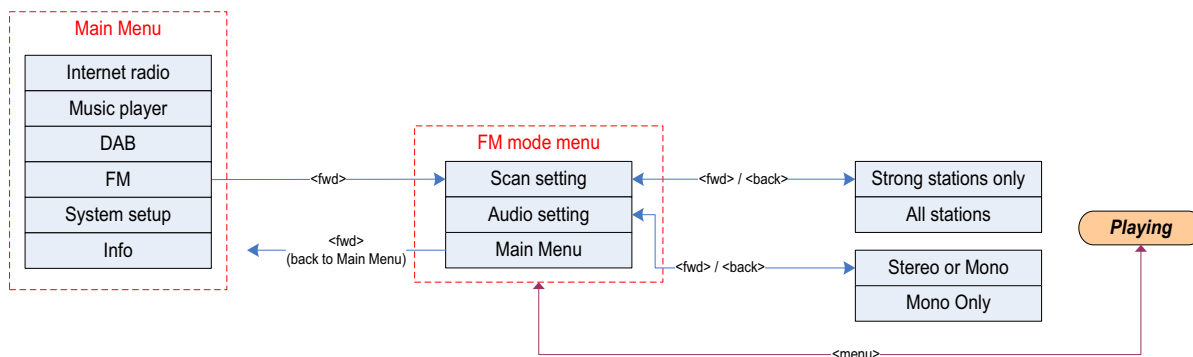 Main Menu
Internet radio
Music player
DAB
FM
System setup
Info
<fwd>
<fwd>
(back to Main Menu)
FM mode menu
Scan setting
Audio setting
Main Menu
<fwd> / <back>
<fwd> / <back>
Strong stations only
All stations
Stereo or Mono
Mono Only
Playing
<menu>